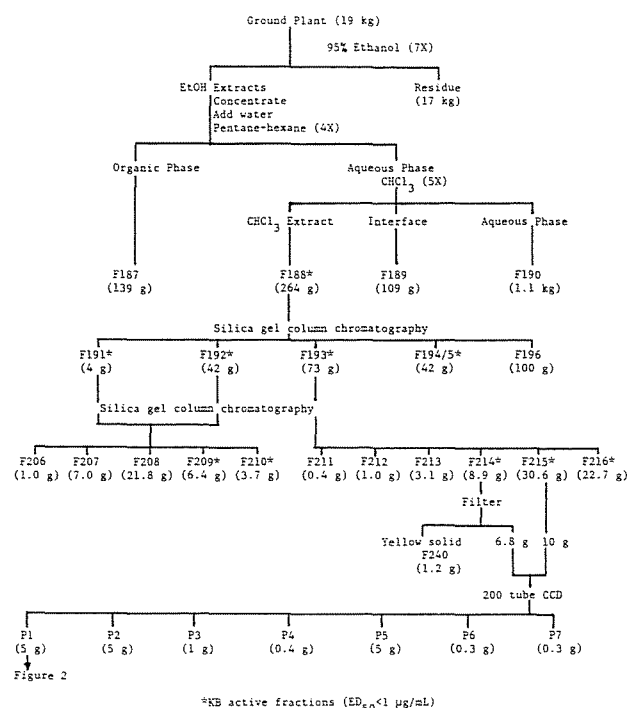 Ground Plant (19 kg)
95% Ethanol (7X)
EtOH Extracts
Concentrate
Add water
Pentane-hexane (4X)
Residue
(17 kg)
Organic Phase
Aqueous Phase
CHCl3 (5X)
CHCl3 Extract
Interface
Aqueous Phase
F187
(139 g)
F188*
(264 g)
F189
(109 g)
F190
(1.1 kg)
Silica gel column chromatography
F191*
(4 g)
F192*
(42 g)
F193*
(73 g)
F194/5*
(42 g)
F196
(100 g)
Silica gel column chromatography
F206
(1.0 g)
F207
(7.0 g)
F208
(21.8 g)
F209*
(6.4 g)
F210*
(3.7 g)
F211
(0.4 g)
F212
(1.0 g)
F213
(3.1 g)
F214*
(8.9 g)
F215*
(30.6 g)
F216*
(22.7 g)
Filter
Yellow solid
F240
(1.2 g)
6.8 g
10 g
200 tube CCD
P1
(5 g)
P2
(5 g)
P3
(1 g)
P4
(0.4 g)
P5
(5 g)
P6
(0.3 g)
P7
(0.3 g)
Figure 2
*KB active fractions (ED50<1 µg/mL)